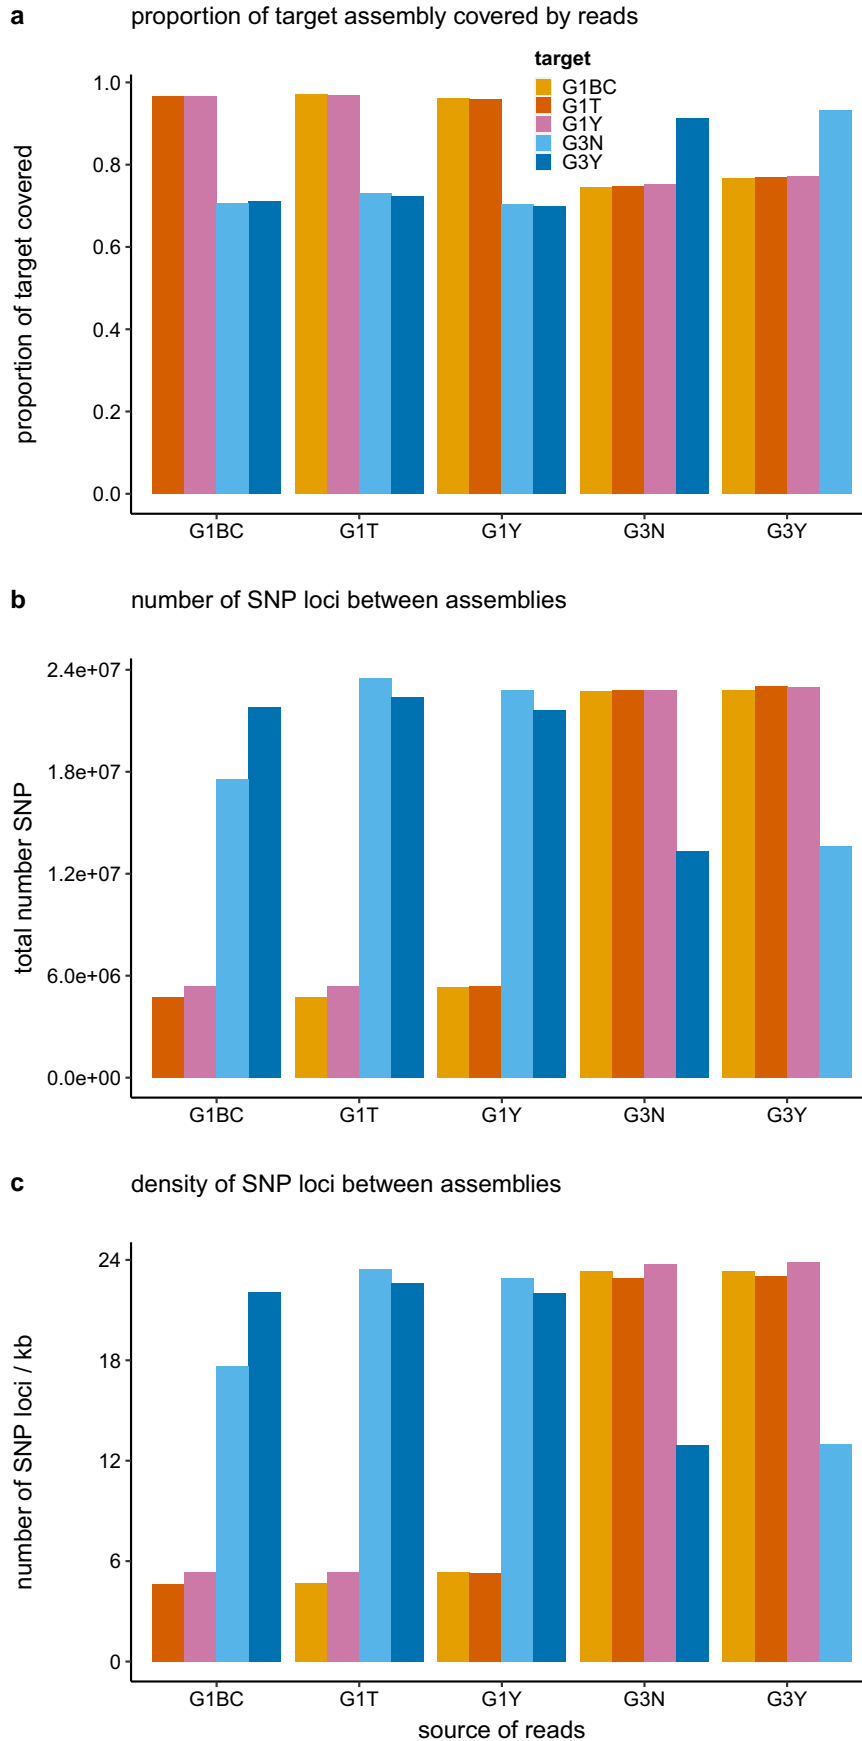 a proportion of target assembly covered by reads
target
G1BC
G1T
G1Y
G3N
G3Y
proportion of target covered
1.0
0.8
0.6
0.4
0.2
0.0
G1BC G1T G1Y G3N G3Y
b number of SNP loci between assemblies
total number SNP
2.4e+07
1.8e+07
1.2e+07
6.0e+06
0.0e+00
G1BC G1T G1Y G3N G3Y
c density of SNP loci between assemblies
number of SNP loci / kb
24
18
12
6
0
G1BC G1T G1Y G3N G3Y
source of reads